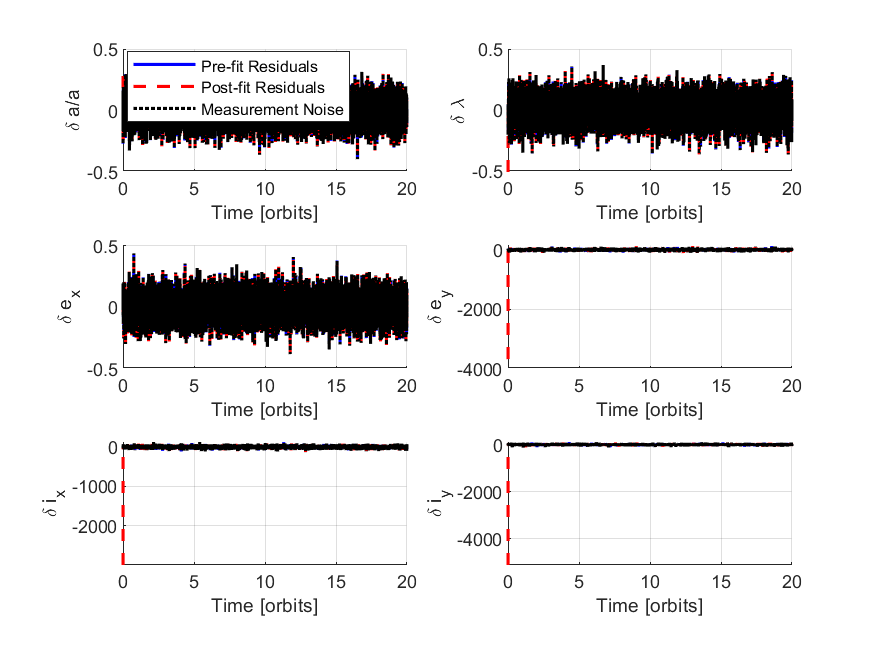 0.5
0
-0.5
δ a/a
Pre-fit Residuals
Post-fit Residuals
Measurement Noise
0 5 10 15 20
Time [orbits]
0.5
0
-0.5
δ λ
0 5 10 15 20
Time [orbits]
0.5
0
-0.5
δ e_x
0 5 10 15 20
Time [orbits]
0
-2000
-4000
δ e_y
0 5 10 15 20
Time [orbits]
0
-1000
-2000
δ i_x
0 5 10 15 20
Time [orbits]
0
-2000
-4000
δ i_y
0 5 10 15 20
Time [orbits]